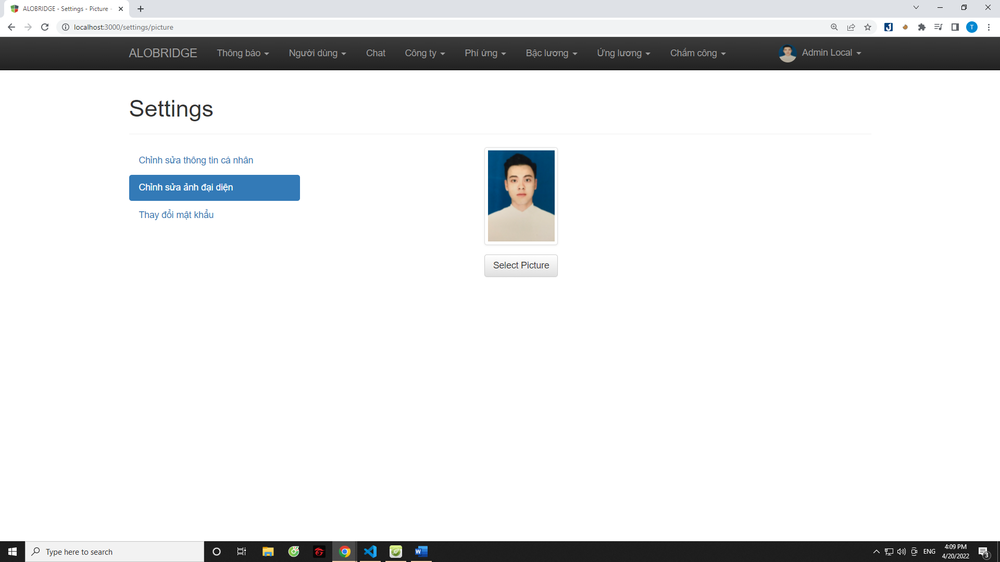 ALOBRIDGE - Settings - Picture -
localhost:3000/settings/picture
T
ALOBRIDGE Thông báo Người dùng Chat Công ty Phí ứng Bậc lương Ứng lương Chấm công Admin Local
Settings
Chỉnh sửa thông tin cá nhân
Chỉnh sửa ảnh đại diện
Thay đổi mật khẩu
Select Picture
Type here to search
ENG
4:09 PM
4/20/2022
3